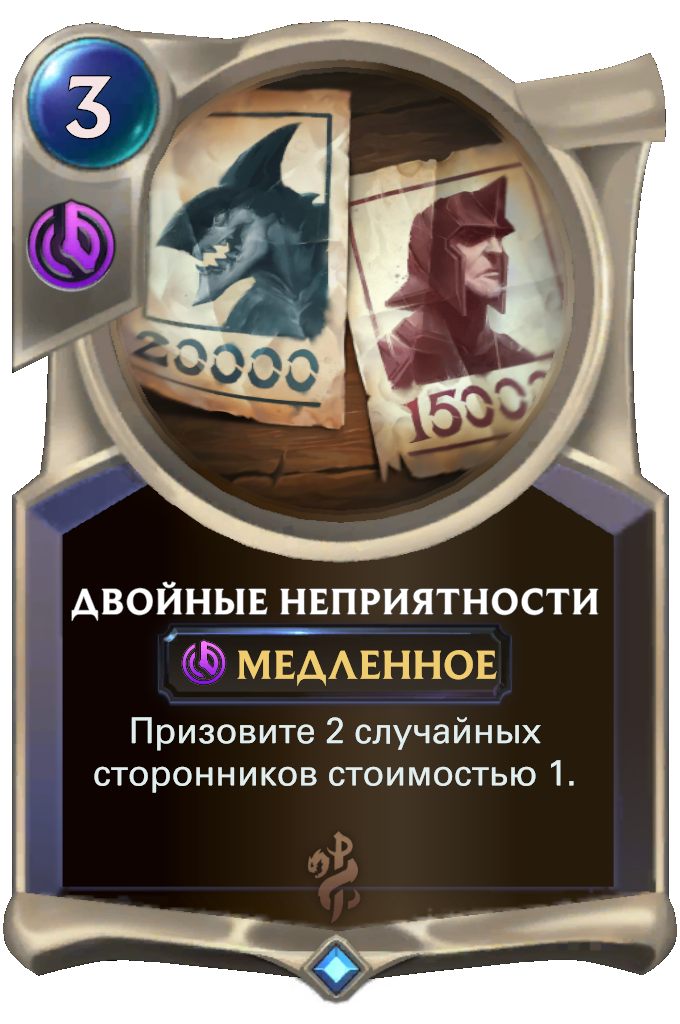 3
20000
1500
ДВОЙНЫЕ НЕПРИЯТНОСТИ
МЕДЛЕННОЕ
Призовите 2 случайных
сторонников стоимостью 1.